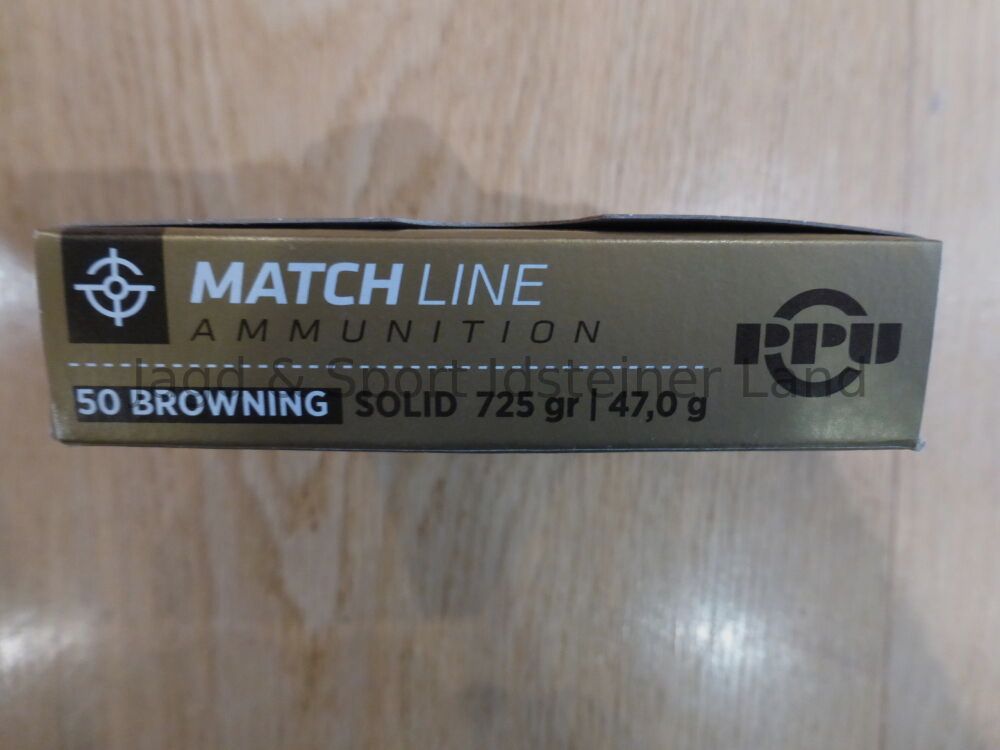 MATCH LINE
AMMUNITION
PPU
Jagd & Sport Idsteiner Land
50 BROWNING SOLID 725 gr | 47,0 g